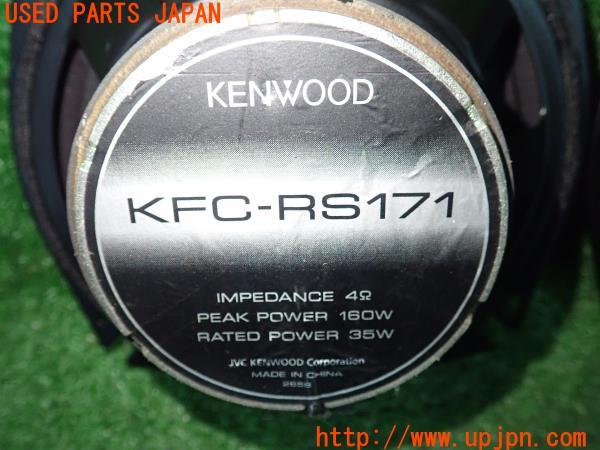 USED PARTS JAPAN
KENWOOD
KFC-RS171
IMPEDANCE 4Ω
PEAK POWER 160W
RATED POWER 35W
JVC KENWOOD Corporation
MADE IN CHINA
2659
http://www.upjpn.com